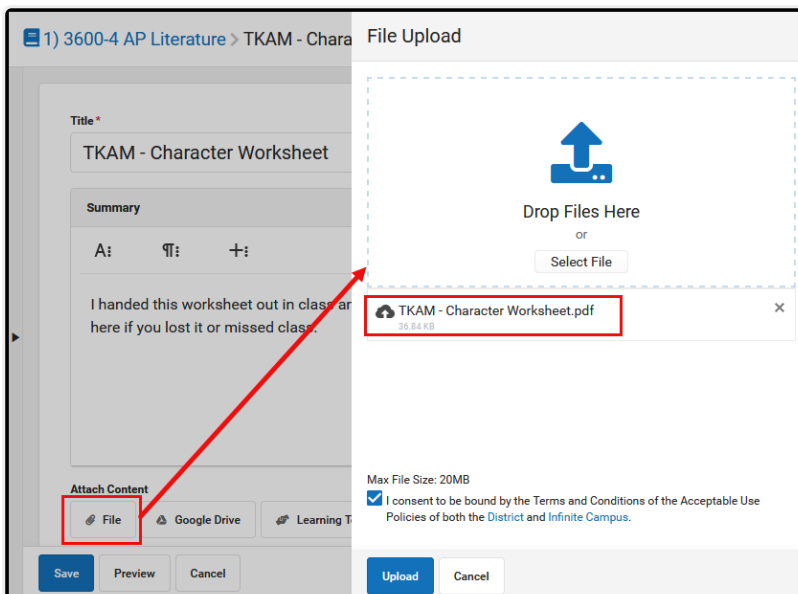 1) 3600-4 AP Literature > TKAM - Chara
Title*
TKAM - Character Worksheet
Summary
A
I handed this worksheet out in class an
here if you lost it or missed class.
Attach Content
File
Google Drive
Learning T
Save
Preview
Cancel
File Upload
Drop Files Here
or
Select File
TKAM - Character Worksheet.pdf
36.84 KB
Max File Size: 20MB
I consent to be bound by the Terms and Conditions of the Acceptable Use
Policies of both the District and Infinite Campus.
Upload
Cancel